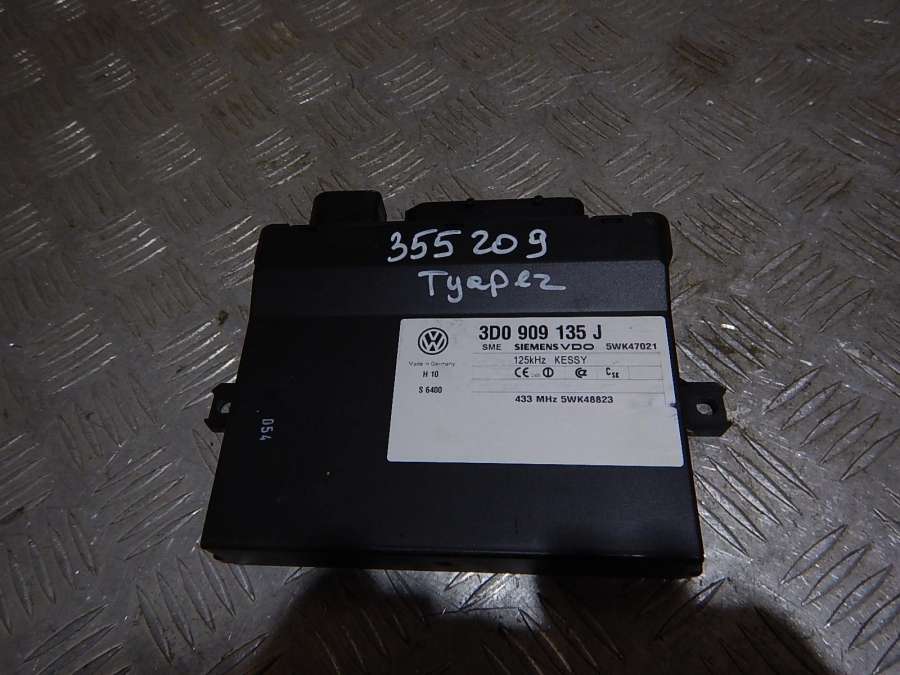 355209
Туарег
3D0 909 135 J
SME SIEMENS VDO 5WK47021
Made in Germany
125kHz KESSY
H 10
S 6400
433 MHz 5WK48823
D54